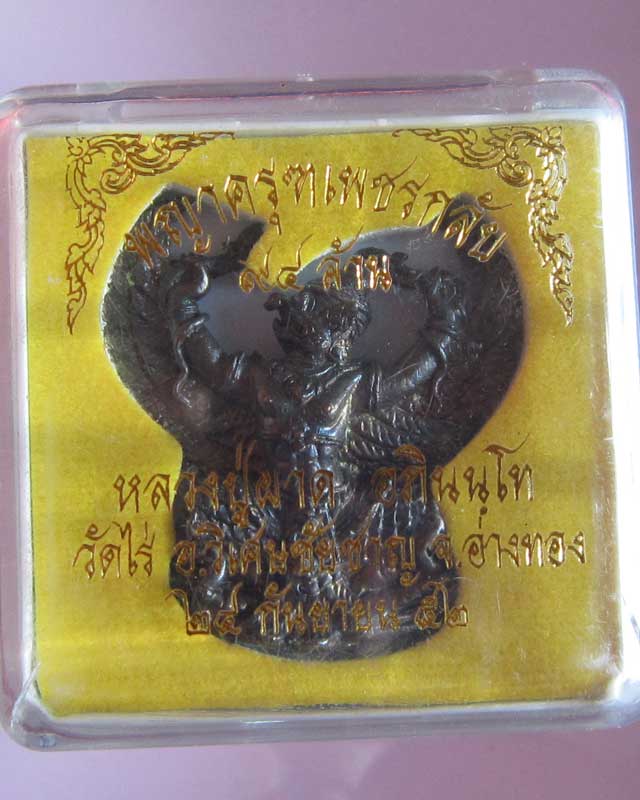 พญาครุฑเพชรกลับ
๙๔ ล้าน
หลวงปู่ผาด อภินนฺโท
วัดไร่ อ.วิเศษชัยชาญ จ.อ่างทอง
๒๔ กันยายน ๕๒